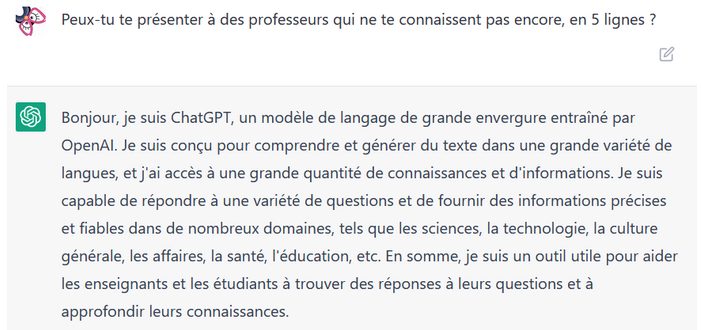 Peux-tu te présenter à des professeurs qui ne te connaissent pas encore, en 5 lignes ?
Bonjour, je suis ChatGPT, un modèle de langage de grande envergure entraîné par
OpenAI. Je suis conçu pour comprendre et générer du texte dans une grande variété de
langues, et j'ai accès à une grande quantité de connaissances et d'informations. Je suis
capable de répondre à une variété de questions et de fournir des informations précises
et fiables dans de nombreux domaines, tels que les sciences, la technologie, la culture
générale, les affaires, la santé, l'éducation, etc. En somme, je suis un outil utile pour aider
les enseignants et les étudiants à trouver des réponses à leurs questions et à
approfondir leurs connaissances.